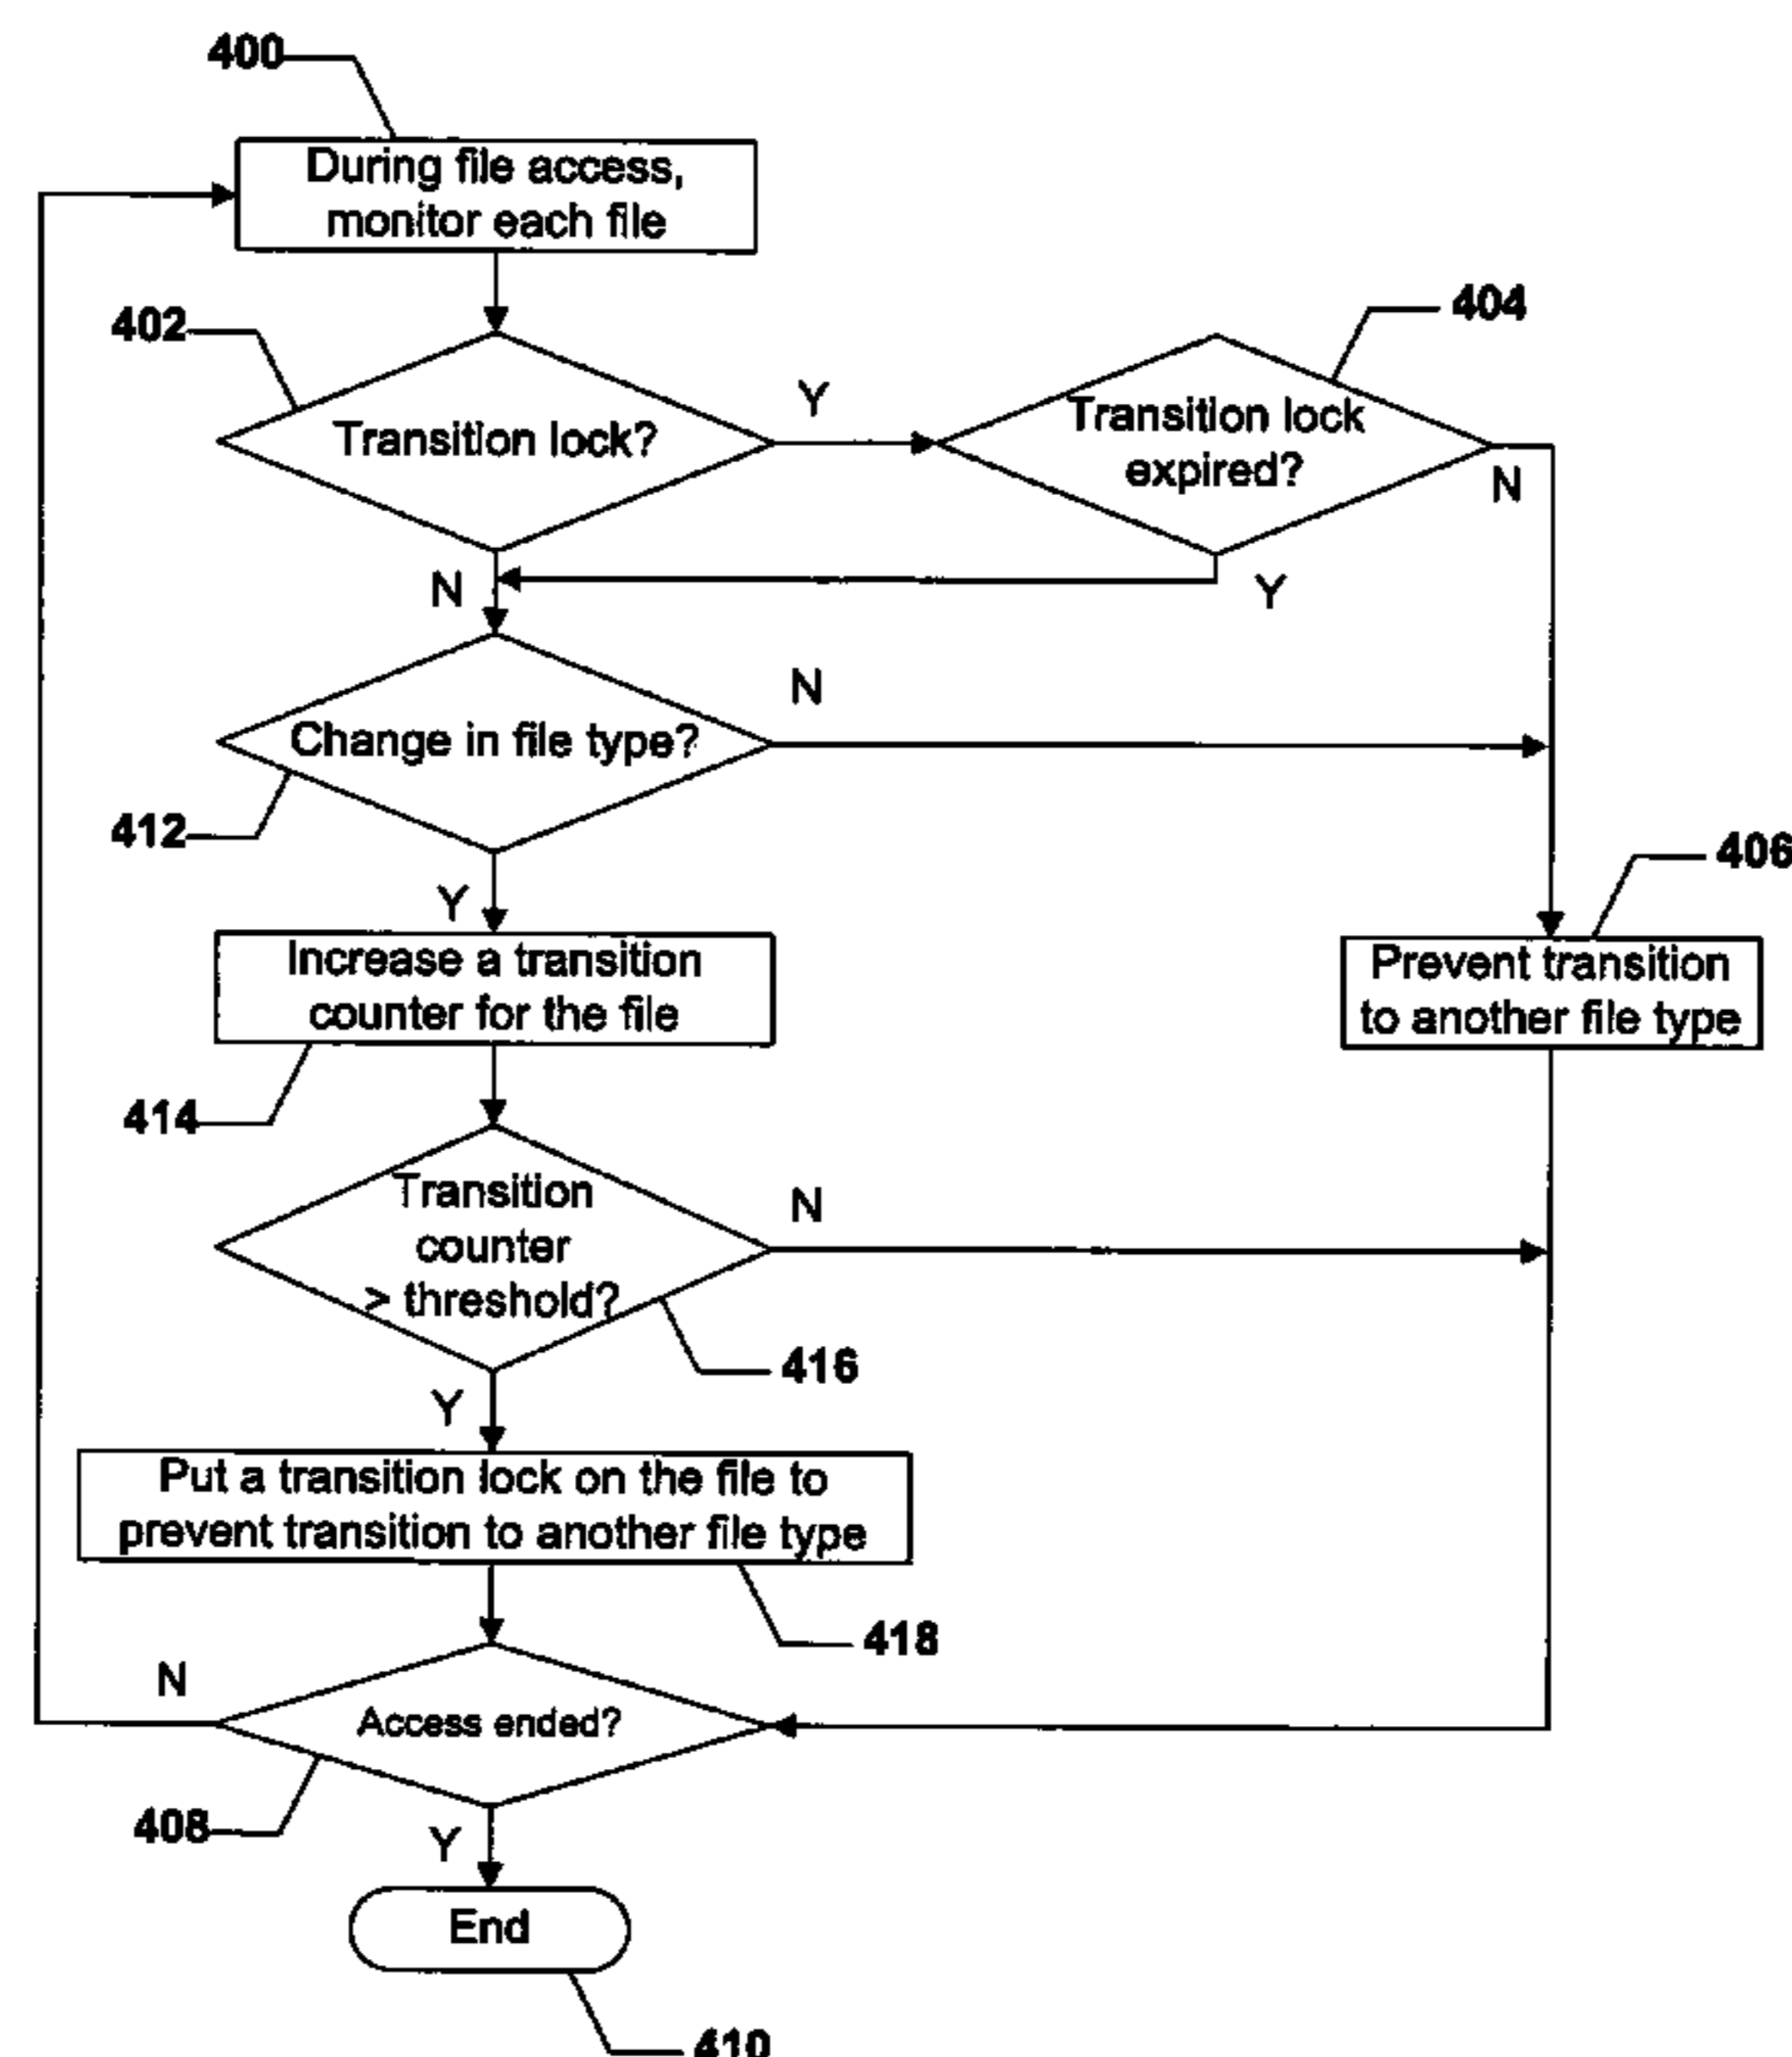 400
During file access,
monitor each file
402
Transition lock?
Y
404
Transition lock
expired?
N
N
Y
Change in file type?
N
412
406
Y
Increase a transition
counter for the file
Prevent transition
to another file type
414
Transition
counter
> threshold?
N
416
Y
Put a transition lock on the file to
prevent transition to another file type
418
N
Access ended?
408
Y
End
410